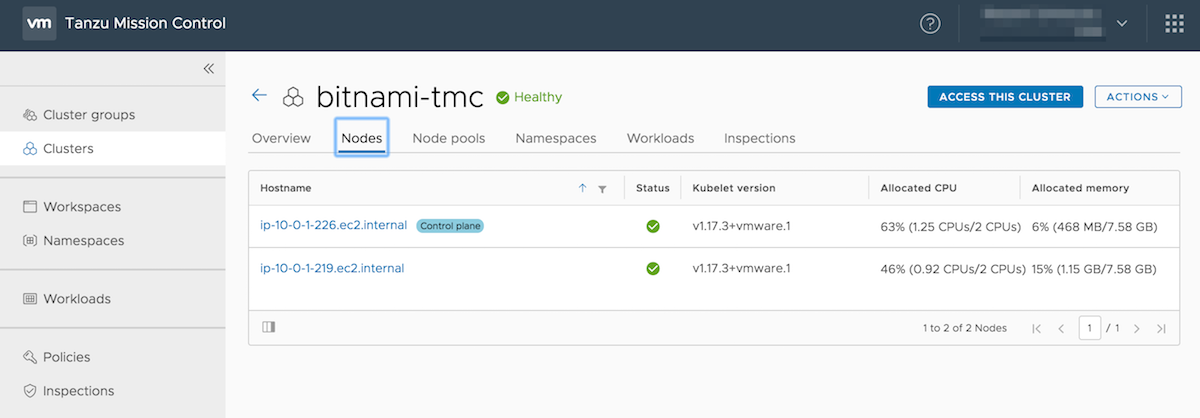 vm Tanzu Mission Control
?
Cluster groups
Clusters
Workspaces
Namespaces
Workloads
Policies
Inspections
bitnami-tmc Healthy
ACCESS THIS CLUSTER ACTIONS
Overview Nodes Node pools Namespaces Workloads Inspections
Hostname Status Kubelet version Allocated CPU Allocated memory
ip-10-0-1-226.ec2.internal Control plane v1.17.3+vmware.1 63% (1.25 CPUs/2 CPUs) 6% (468 MB/7.58 GB)
ip-10-0-1-219.ec2.internal v1.17.3+vmware.1 46% (0.92 CPUs/2 CPUs) 15% (1.15 GB/7.58 GB)
1 to 2 of 2 Nodes 1 / 1